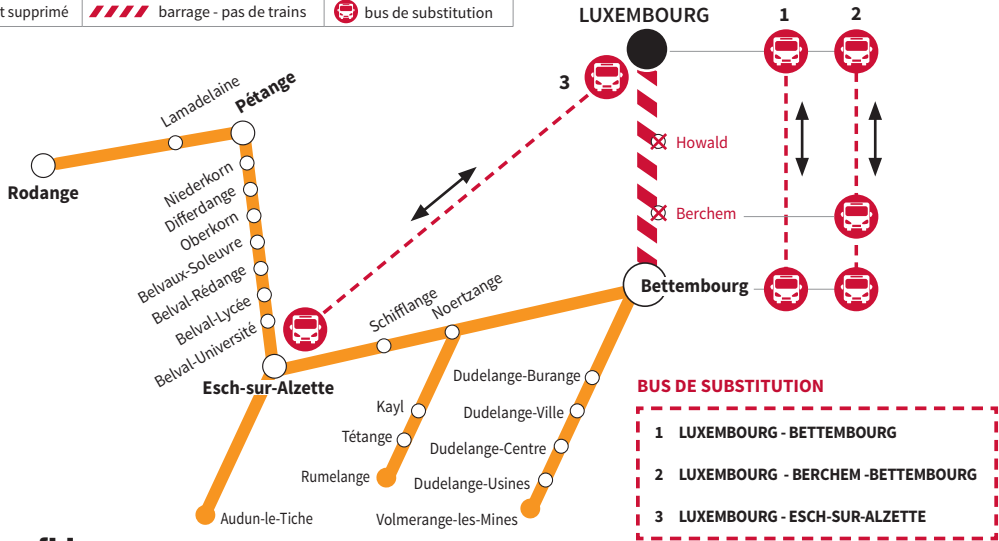 t supprimé
barrage - pas de trains
bus de substitution
LUXEMBOURG
1
2
3
Lamadelaine
Pétange
Rodange
Howald
Niederkorn
Differdange
Oberkorn
Berchem
Belvaux-Soleuvre
Belval-Rédange
Belval-Lycée
Belval-Université
Bettembourg
Schifflange
Noertzange
Esch-sur-Alzette
Dudelange-Burange
Kayl
Dudelange-Ville
Tétange
Dudelange-Centre
Rumelange
Dudelange-Usines
Audun-le-Tiche
Volmerange-les-Mines
BUS DE SUBSTITUTION
1 LUXEMBOURG - BETTEMBOURG
2 LUXEMBOURG - BERCHEM -BETTEMBOURG
3 LUXEMBOURG - ESCH-SUR-ALZETTE